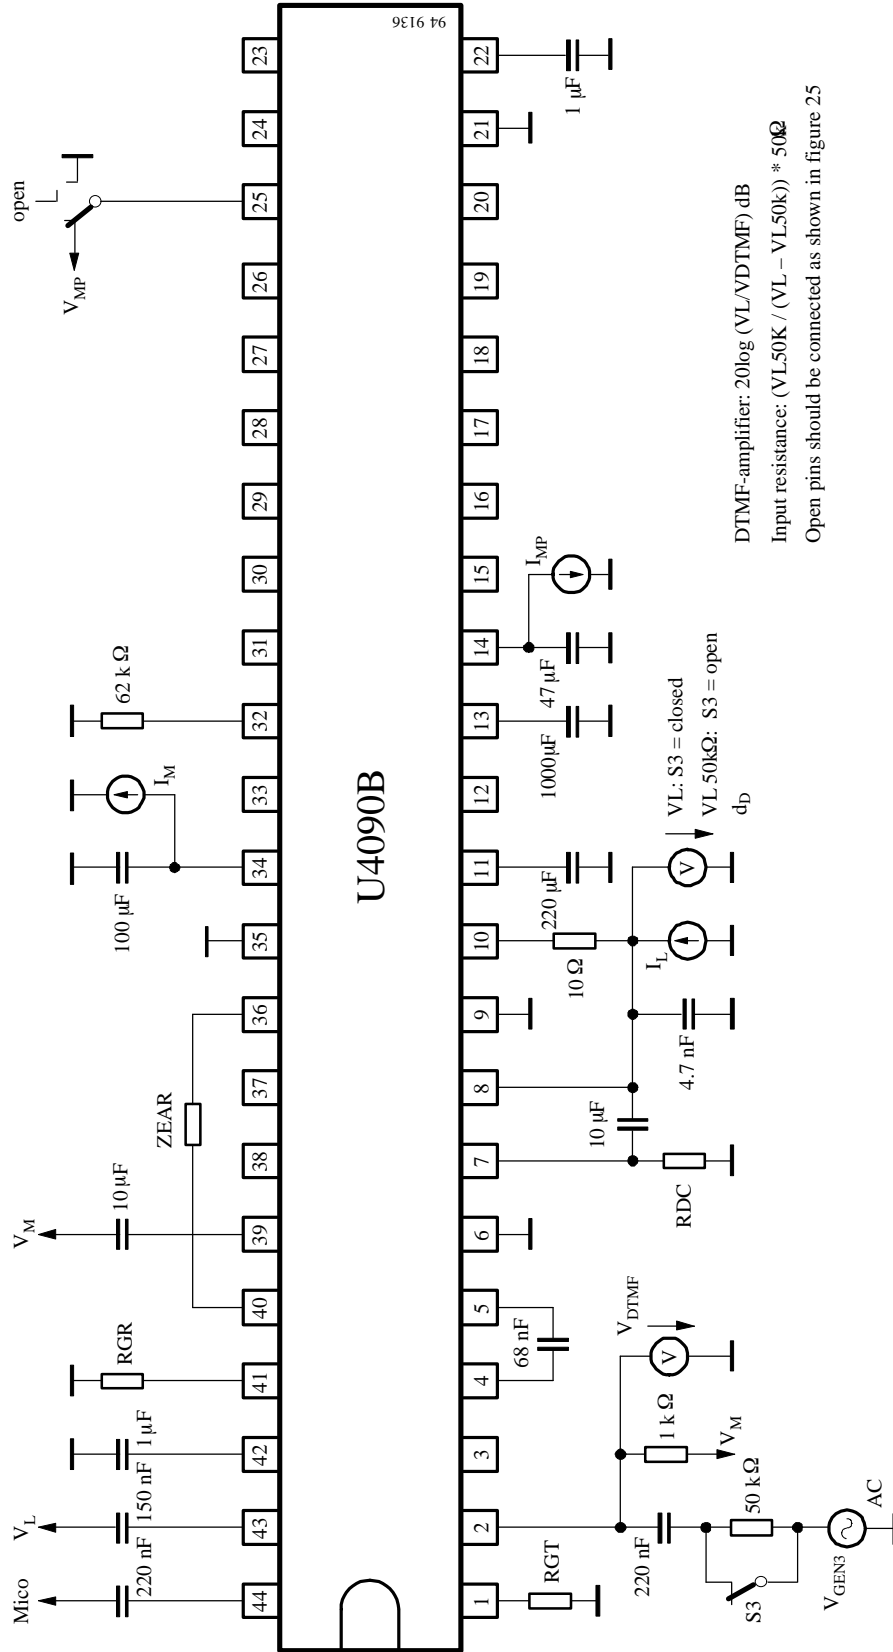 94 9136
23
24
25
26
27
28
29
30
31
32
33
34
35
36
37
38
39
40
41
42
43
44
22
21
20
19
18
17
16
15
14
13
12
11
10
9
8
7
6
5
4
3
2
1
U4090B
open
V_MP
62 k Ω
I_M
100 μF
ZEAR
V_M
10 μF
RGR
1 μF
V_L
150 nF
Mico
220 nF
1 μF
I_MP
47 μF
1000 μF
220 μF
10 Ω
I_L
V
4.7 nF
10 μF
RDC
68 nF
V_DTMF
V
1 k Ω
V_M
220 nF
50 k Ω
S3
V_GEN3
AC
RGT
VL: S3 = closed
VL 50kΩ: S3 = open
d_D
DTMF-amplifier: 20log (VL/VDTMF) dB
Input resistance: (VL50K / (VL – VL50k)) * 50kΩ
Open pins should be connected as shown in figure 25